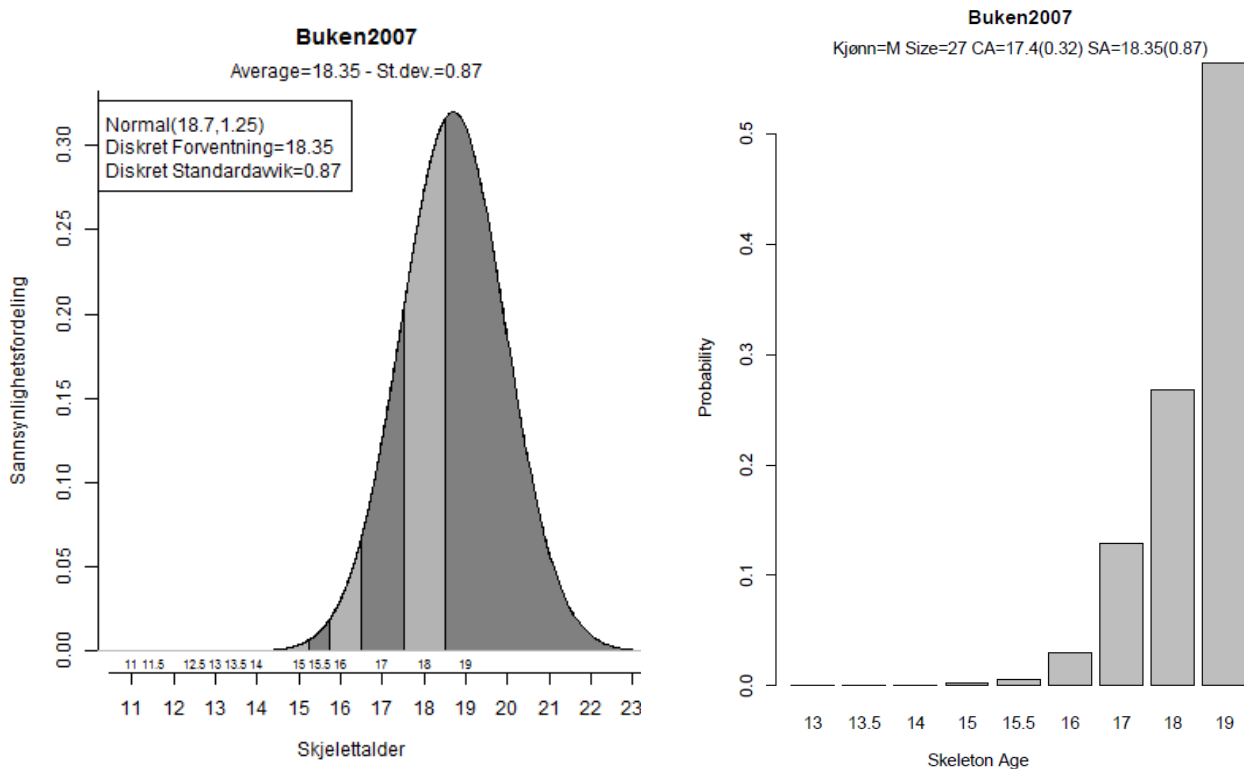 Buken2007
Average=18.35 - St.dev.=0.87
Normal(18.7,1.25)
Diskret Forventning=18.35
Diskret Standardavvik=0.87
Sannsynlighetsfordeling
0.30
0.25
0.20
0.15
0.10
0.05
0.00
11 11.5 12.5 13 13.5 14 15 15.5 16 17 18 19
11 12 13 14 15 16 17 18 19 20 21 22 23
Skjelettalder
Buken2007
Kjønn=M Size=27 CA=17.4(0.32) SA=18.35(0.87)
Probability
0.5
0.4
0.3
0.2
0.1
0.0
13 13.5 14 15 15.5 16 17 18 19
Skeleton Age